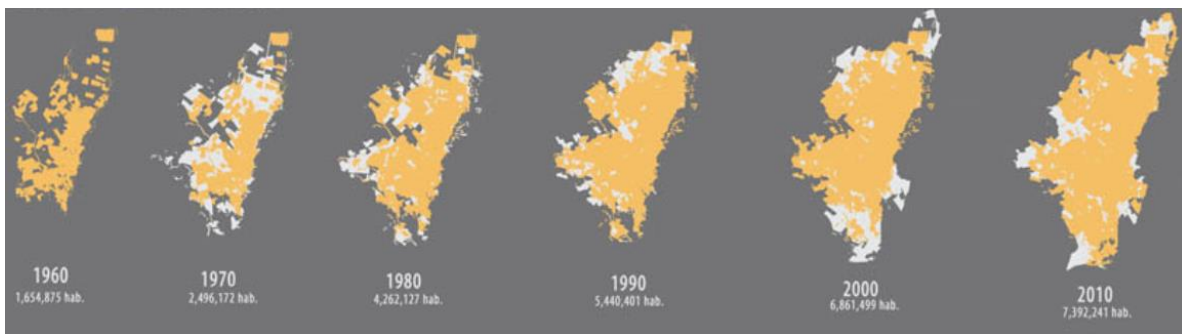 1960
1,654,875 hab.
1970
2,496,172 hab.
1980
4,262,127 hab.
1990
5,440,401 hab.
2000
6,861,499 hab.
2010
7,392,241 hab.